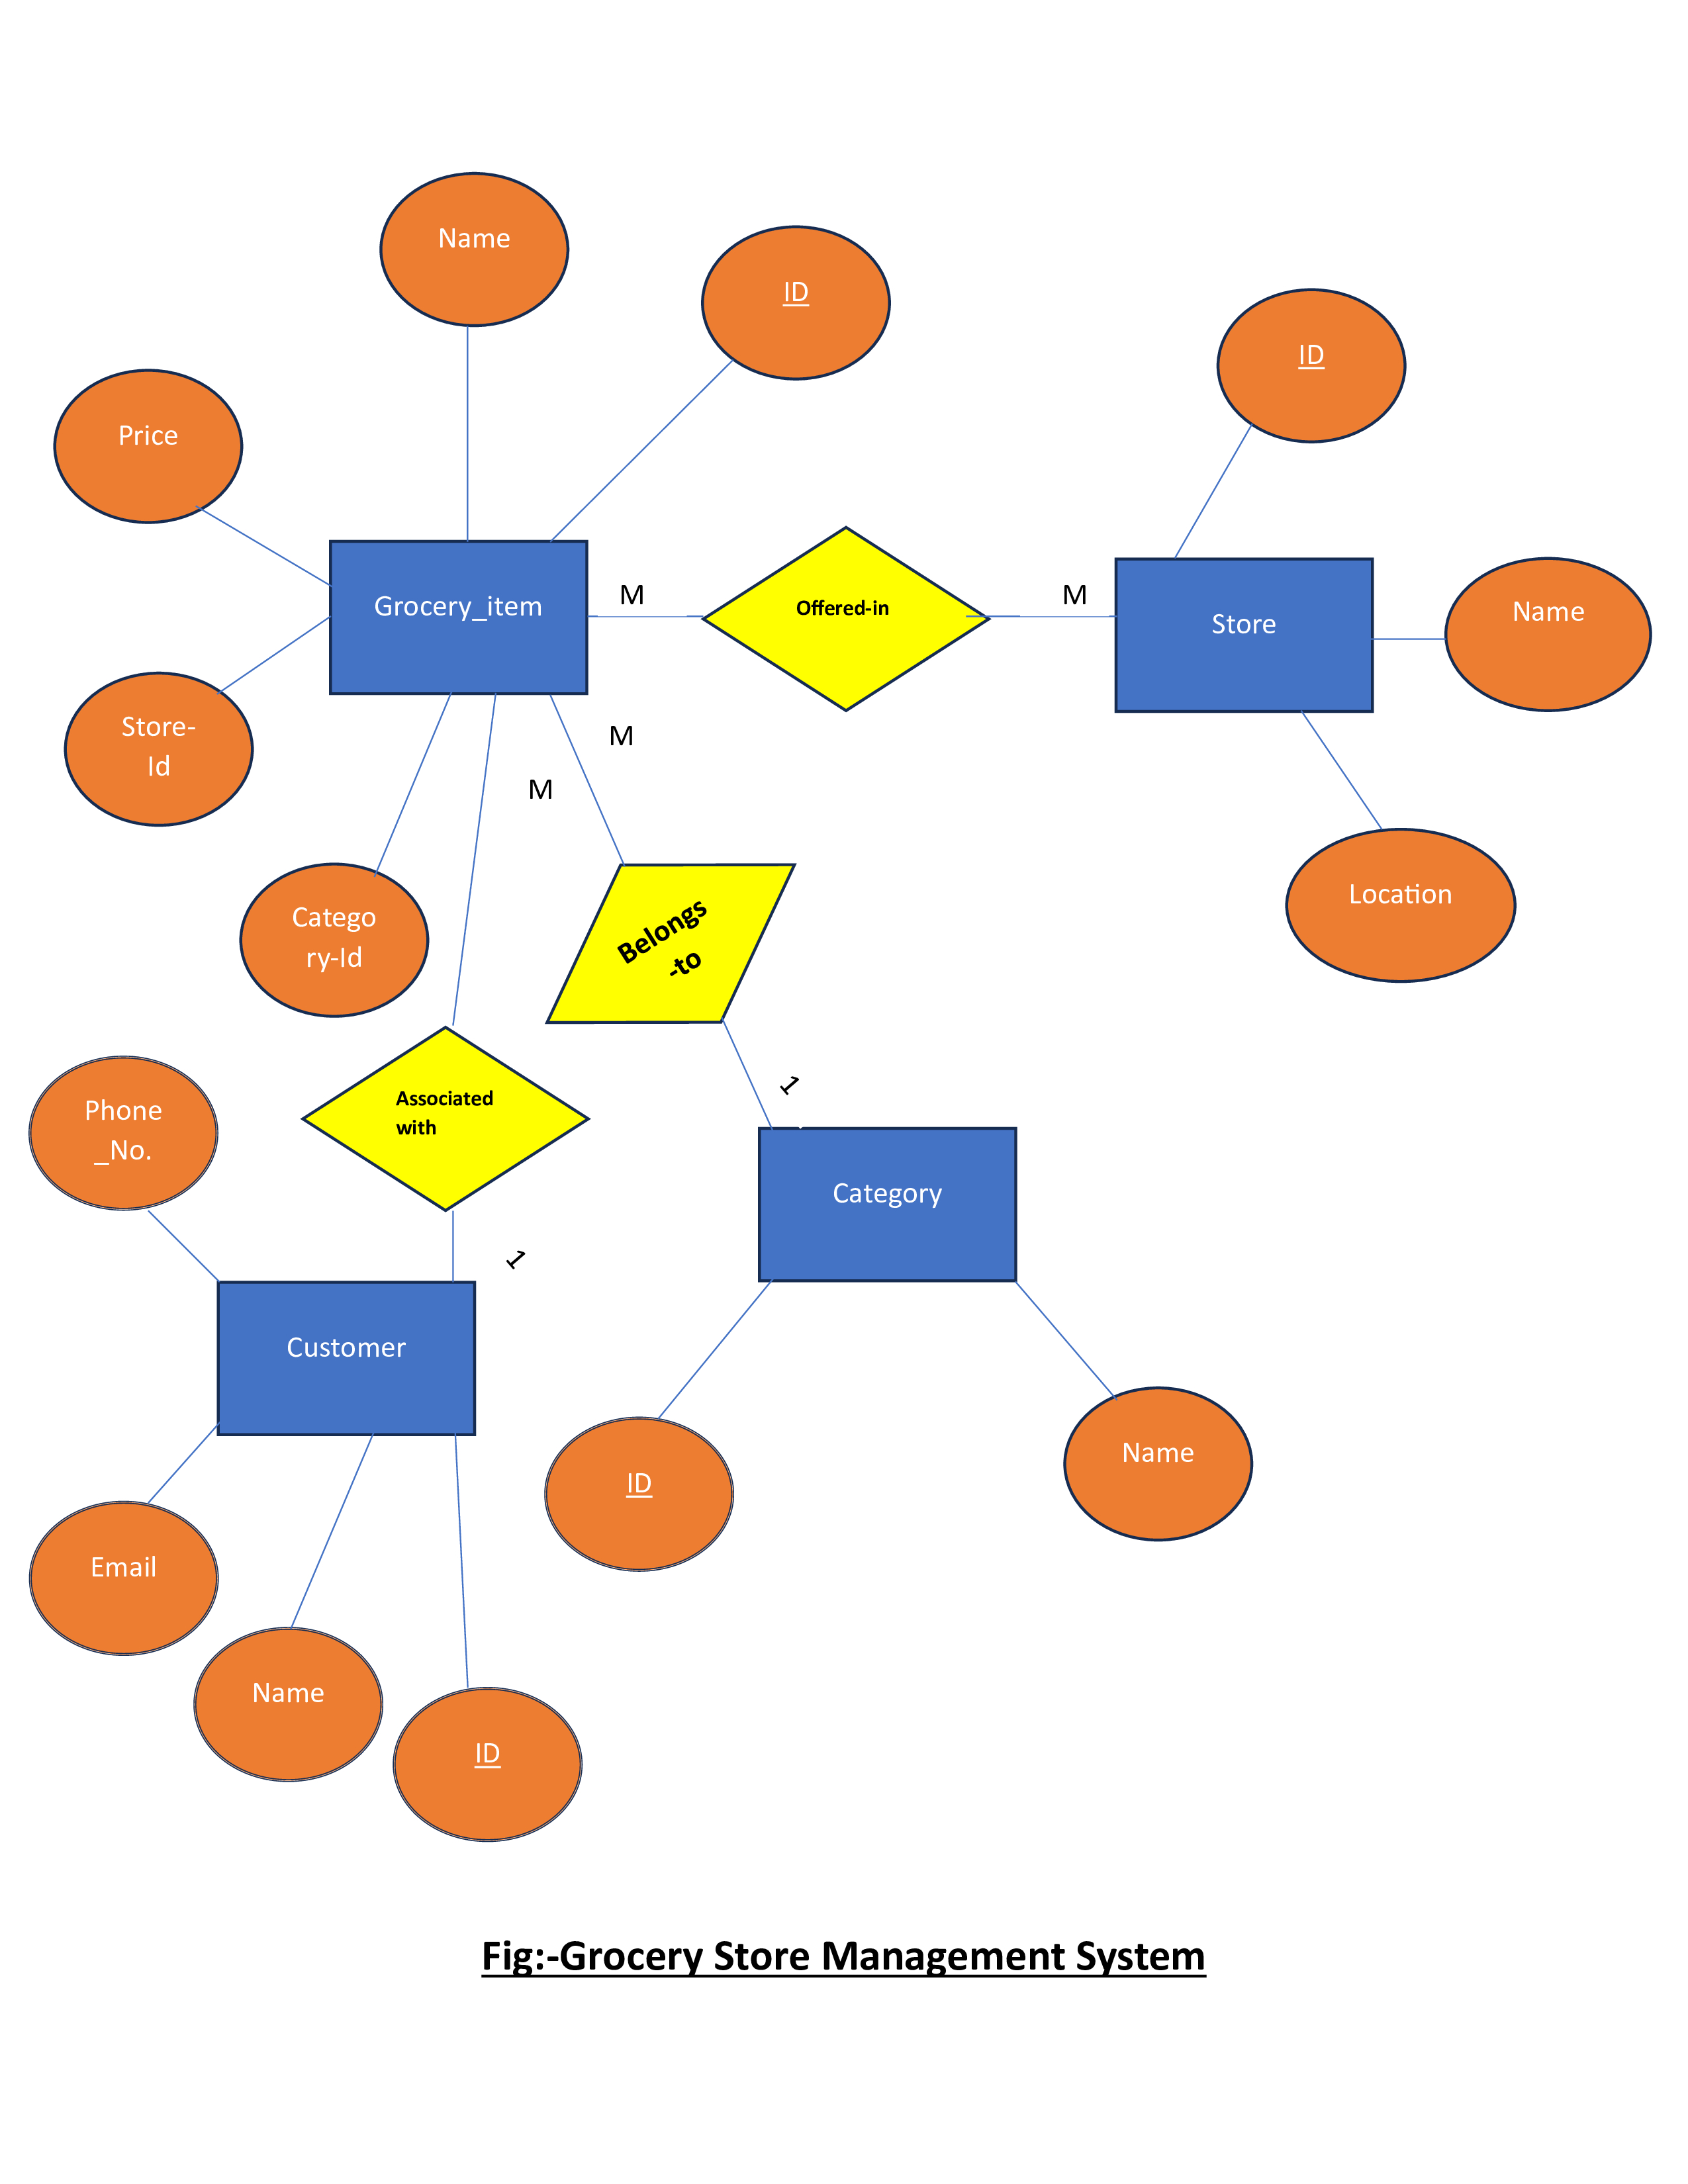 Name
ID
ID
Price
Grocery_item
M
Offered-in
M
Store
Name
Store-
Id
M
M
Location
Catego
ry-Id
Belongs
-to
Associated
with
1
Phone
_No.
Category
1
Customer
ID
Name
Email
Name
ID
Fig:-Grocery Store Management System